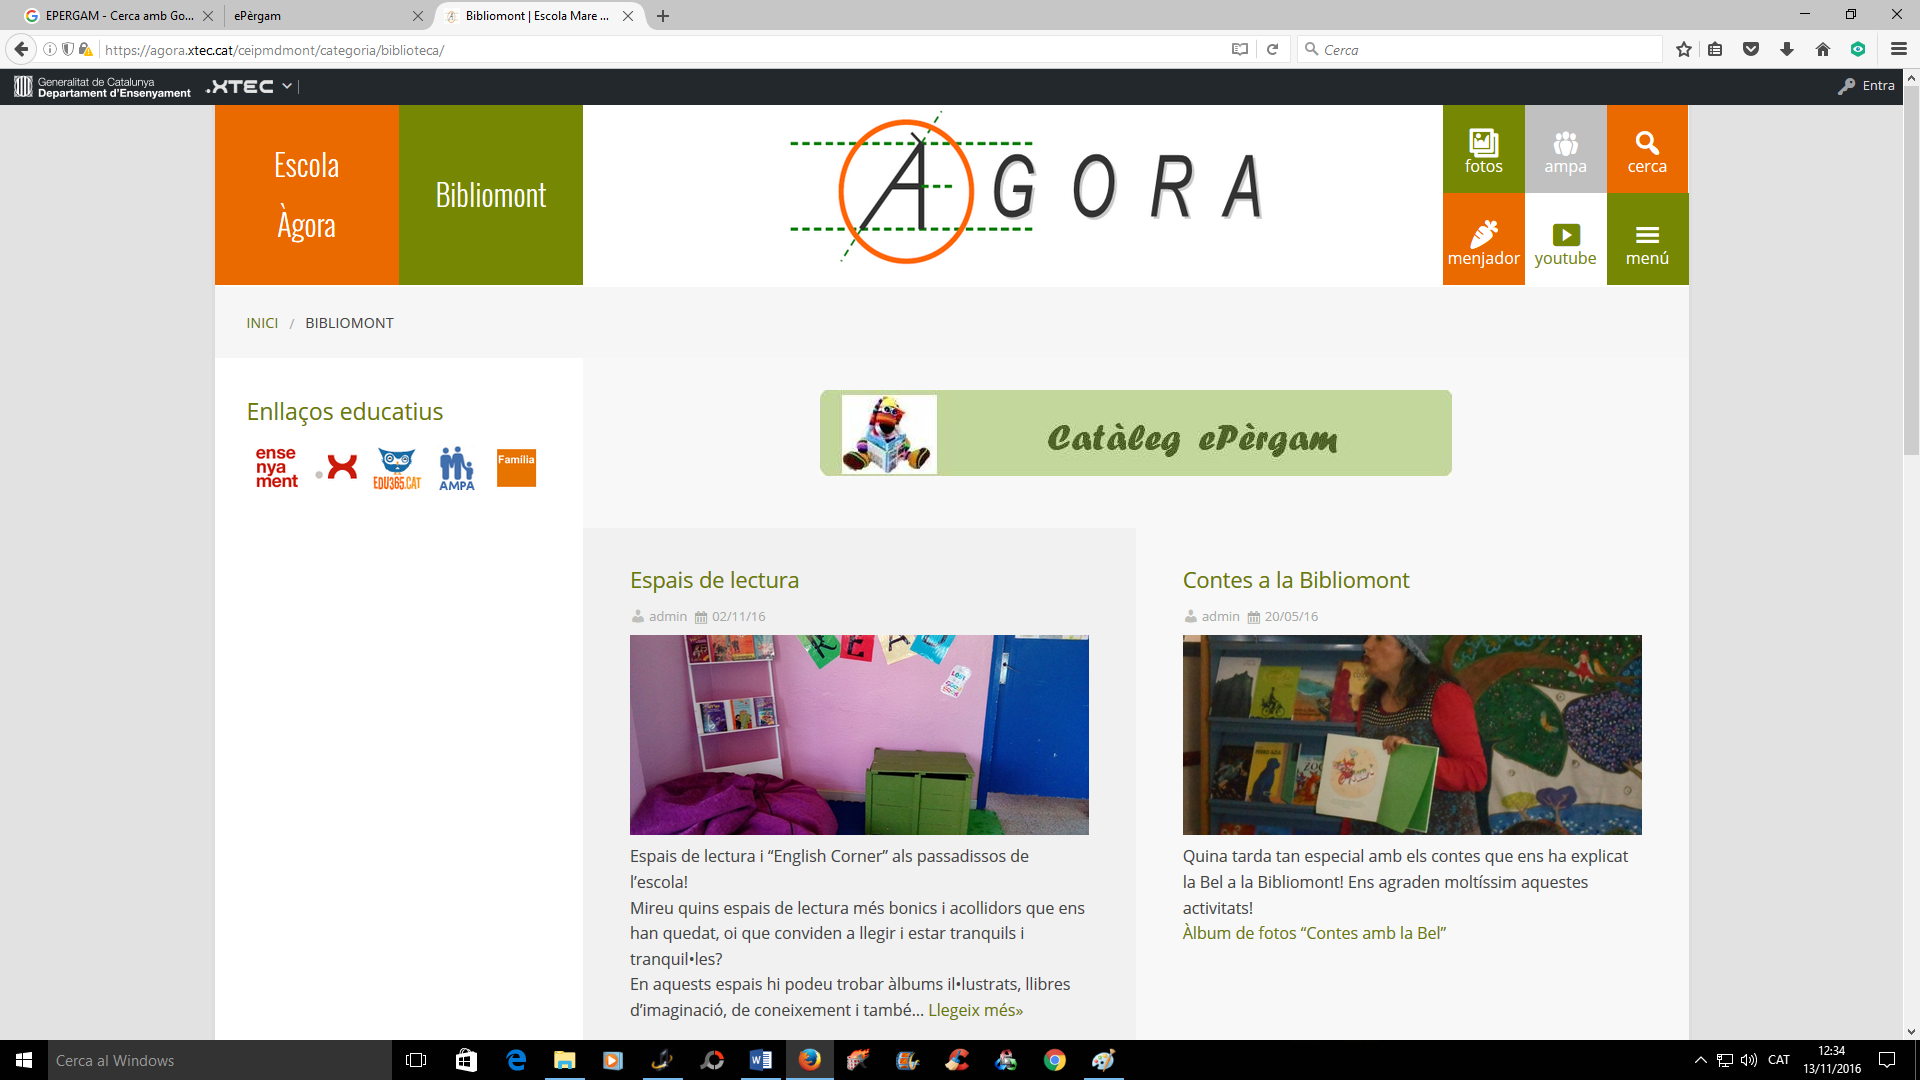 EPERGAM - Cerca amb Go...
ePèrgam
Bibliomont | Escola Mare ...
https://agora.xtec.cat/ceipmdmont/categoria/biblioteca/
Cerca
Generalitat de Catalunya
Departament d'Ensenyament
.XTEC
Entra
Escola
Àgora
Bibliomont
ÀGORA
fotos
ampa
cerca
menjador
youtube
menú
INICI / BIBLIOMONT
Enllaços educatius
ense
nya
ment
EDU365.CAT
AMPA
Família
Catàleg ePèrgam
Espais de lectura
admin 02/11/16
Espais de lectura i “English Corner” als passadissos de
l’escola!
Mireu quins espais de lectura més bonics i acollidors que ens
han quedat, oi que conviden a llegir i estar tranquils i
tranquil•les?
En aquests espais hi podeu trobar àlbums il•lustrats, llibres
d’imaginació, de coneixement i també... Llegeix més»
Contes a la Bibliomont
admin 20/05/16
Quina tarda tan especial amb els contes que ens ha explicat
la Bel a la Bibliomont! Ens agraden moltíssim aquestes
activitats!
Àlbum de fotos “Contes amb la Bel”
Cerca al Windows
CAT
12:34
13/11/2016